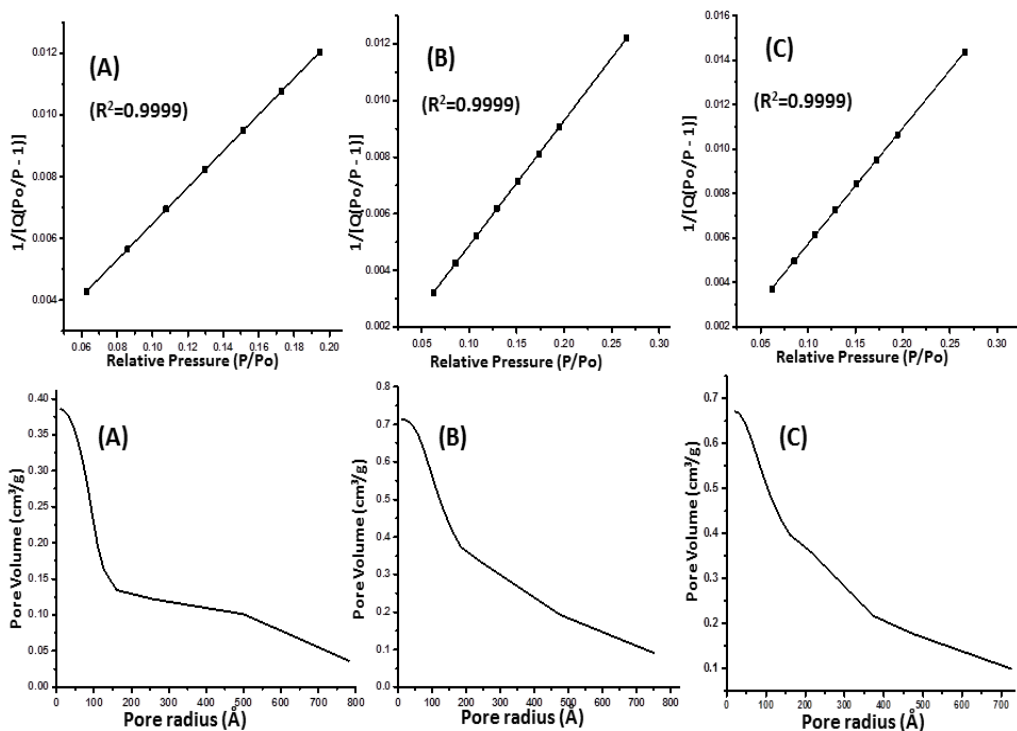 (A)
(R²=0.9999)
1/[Q(Po/P - 1)]
0.012
0.010
0.008
0.006
0.004
0.06 0.08 0.10 0.12 0.14 0.16 0.18 0.20
Relative Pressure (P/Po)
(B)
(R²=0.9999)
1/[Q(Po/P - 1)]
0.012
0.010
0.008
0.006
0.004
0.002
0.05 0.10 0.15 0.20 0.25 0.30
Relative Pressure (P/Po)
(C)
(R²=0.9999)
1/[Q(Po/P - 1)]
0.016
0.014
0.012
0.010
0.008
0.006
0.004
0.002
0.05 0.10 0.15 0.20 0.25 0.30
Relative Pressure (P/Po)
(A)
Pore Volume (cm³/g)
0.40
0.35
0.30
0.25
0.20
0.15
0.10
0.05
0.00
0 100 200 300 400 500 600 700 800
Pore radius (Å)
(B)
Pore Volume (cm³/g)
0.8
0.7
0.6
0.5
0.4
0.3
0.2
0.1
0.0
0 100 200 300 400 500 600 700 800
Pore radius (Å)
(C)
Pore Volume (cm³/g)
0.7
0.6
0.5
0.4
0.3
0.2
0.1
0 100 200 300 400 500 600 700
Pore radius (Å)